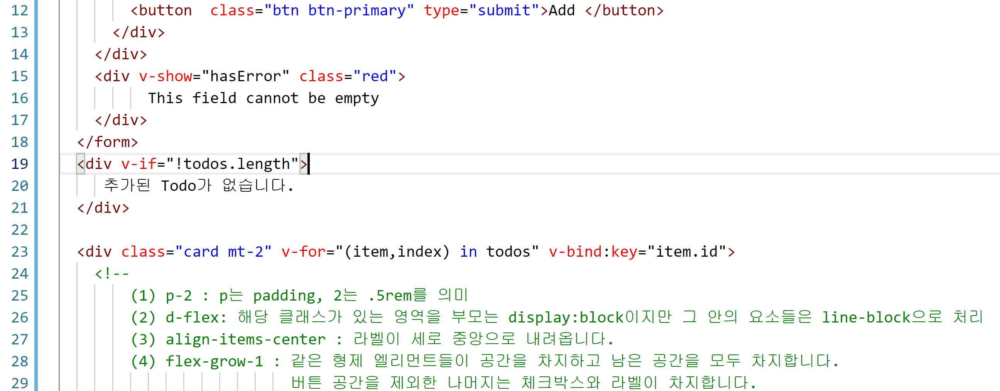 12 <button  class="btn btn-primary" type="submit">Add </button>
13 </div>
14 </div>
15 <div v-show="hasError" class="red">
16 This field cannot be empty
17 </div>
18 </form>
19 <div v-if="!todos.length">
20 추가된 Todo가 없습니다.
21 </div>
22
23 <div class="card mt-2" v-for="(item,index) in todos" v-bind:key="item.id">
24 <!--
25 (1) p-2 : p는 padding, 2는 .5rem를 의미
26 (2) d-flex: 해당 클래스가 있는 영역을 부모는 display:block이지만 그 안의 요소들은 line-block으로 처리
27 (3) align-items-center : 라벨이 세로 중앙으로 내려옵니다.
28 (4) flex-grow-1 : 같은 형제 엘리먼트들이 공간을 차지하고 남은 공간을 모두 차지합니다.
29 버튼 공간을 제외한 나머지는 체크박스와 라벨이 차지합니다.